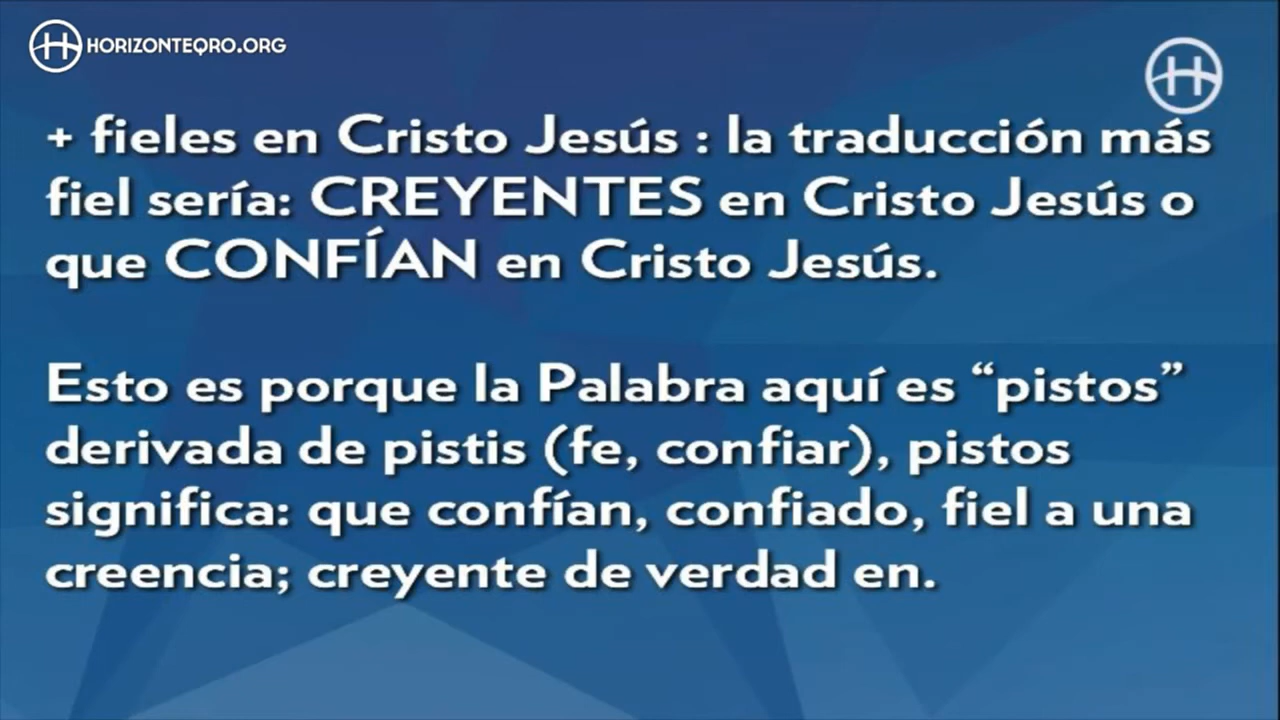 HORIZONTEQRO.ORG
+ fieles en Cristo Jesús : la traducción más
fiel sería: CREYENTES en Cristo Jesús o
que CONFÍAN en Cristo Jesús.
Esto es porque la Palabra aquí es “pistos”
derivada de pistis (fe, confiar), pistos
significa: que confían, confiado, fiel a una
creencia; creyente de verdad en.